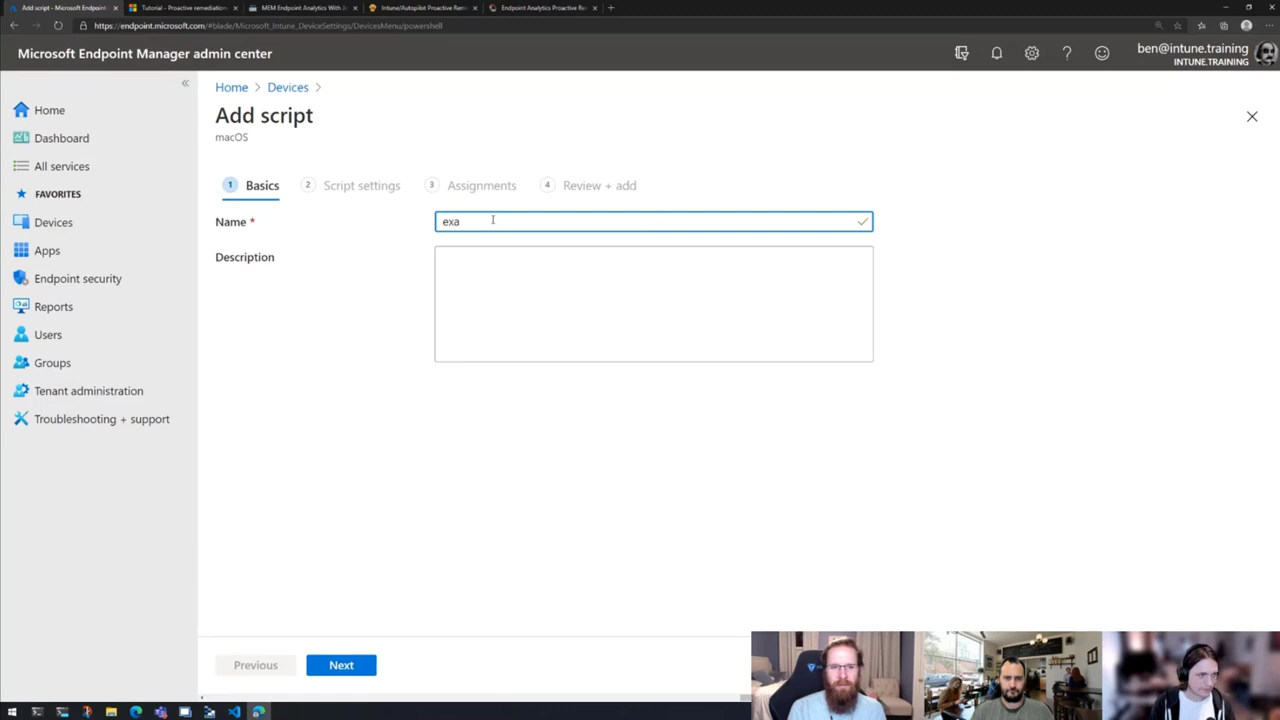 Add script - Microsoft Endpoint
Tutorial - Proactive remediation
MEM Endpoint Analytics With J
Intune/Autopilot Proactive Rem
Endpoint Analytics Proactive Re
https://endpoint.microsoft.com/#blade/Microsoft_Intune_DeviceSettings/DevicesMenu/powershell
Microsoft Endpoint Manager admin center
ben@intune.training
INTUNE.TRAINING
Home
Dashboard
All services
FAVORITES
Devices
Apps
Endpoint security
Reports
Users
Groups
Tenant administration
Troubleshooting + support
Home > Devices >
Add script
macOS
1 Basics 2 Script settings 3 Assignments 4 Review + add
Name * exa
Description
Previous Next